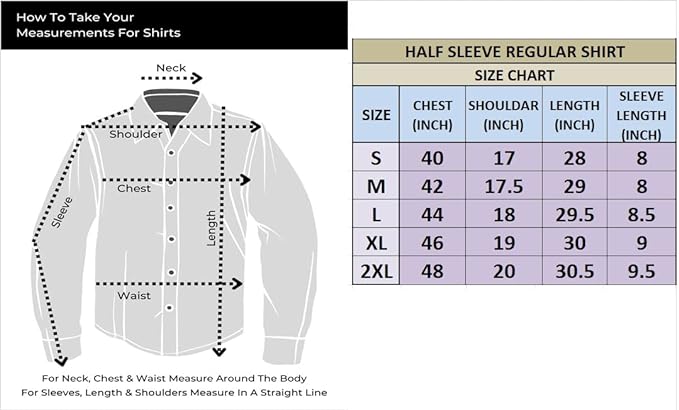 How To Take Your
Measurements For Shirts
Neck
Shoulder
Chest
Sleeve
Length
Waist
For Neck, Chest & Waist Measure Around The Body
For Sleeves, Length & Shoulders Measure In A Straight Line
HALF SLEEVE REGULAR SHIRT
SIZE CHART
SIZE CHEST (INCH) SHOULDAR (INCH) LENGTH (INCH) SLEEVE LENGTH (INCH)
S 40 17 28 8
M 42 17.5 29 8
L 44 18 29.5 8.5
XL 46 19 30 9
2XL 48 20 30.5 9.5